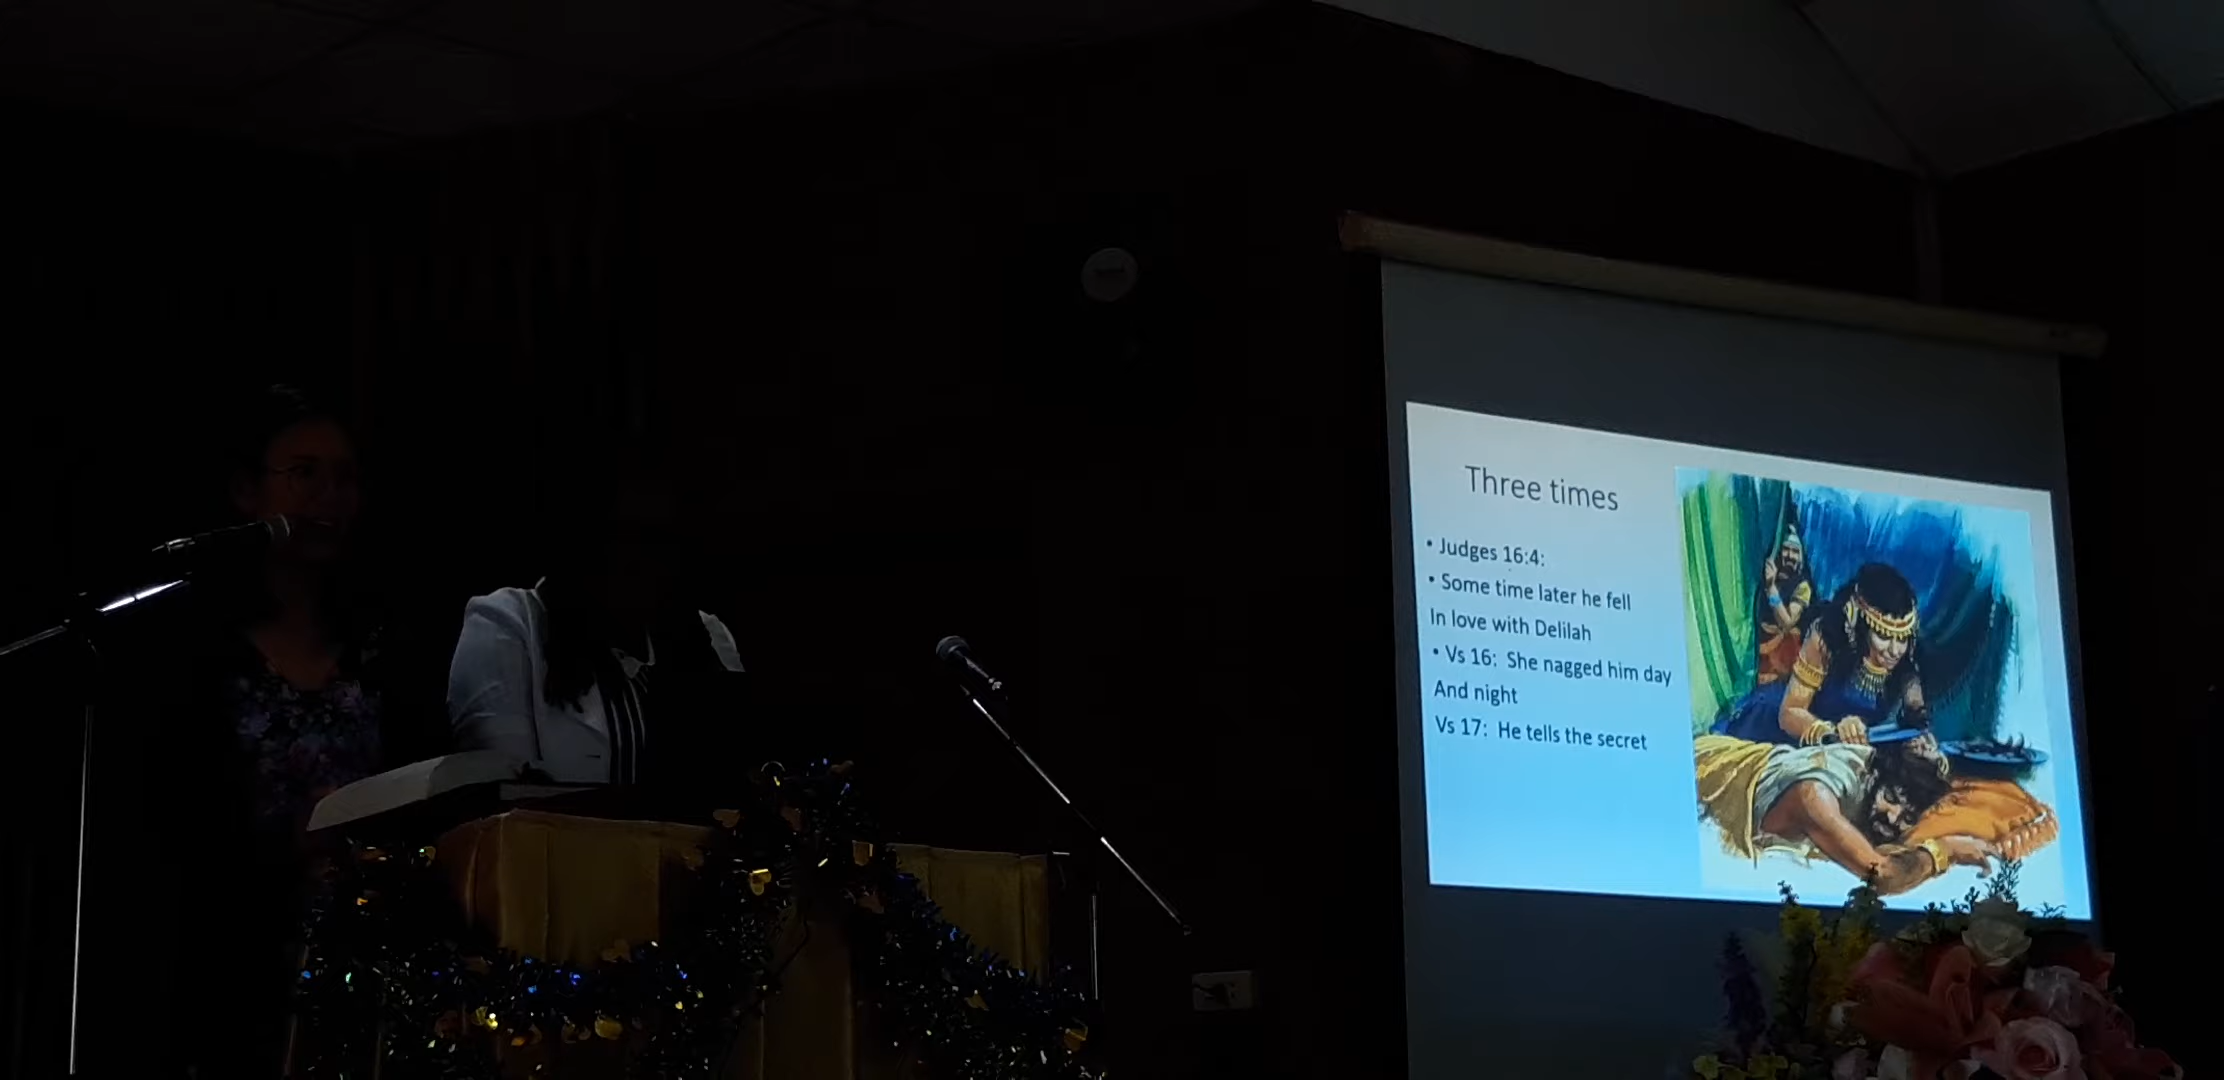 Three times
• Judges 16:4:
• Some time later he fell
In love with Delilah
• Vs 16: She nagged him day
And night
Vs 17: He tells the secret